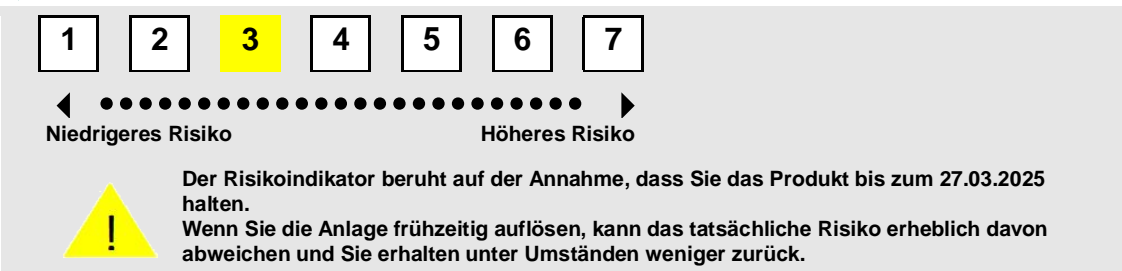 1 2 3 4 5 6 7
Niedrigeres Risiko Höheres Risiko
Der Risikoindikator beruht auf der Annahme, dass Sie das Produkt bis zum 27.03.2025
halten.
Wenn Sie die Anlage frühzeitig auflösen, kann das tatsächliche Risiko erheblich davon
! abweichen und Sie erhalten unter Umständen weniger zurück.